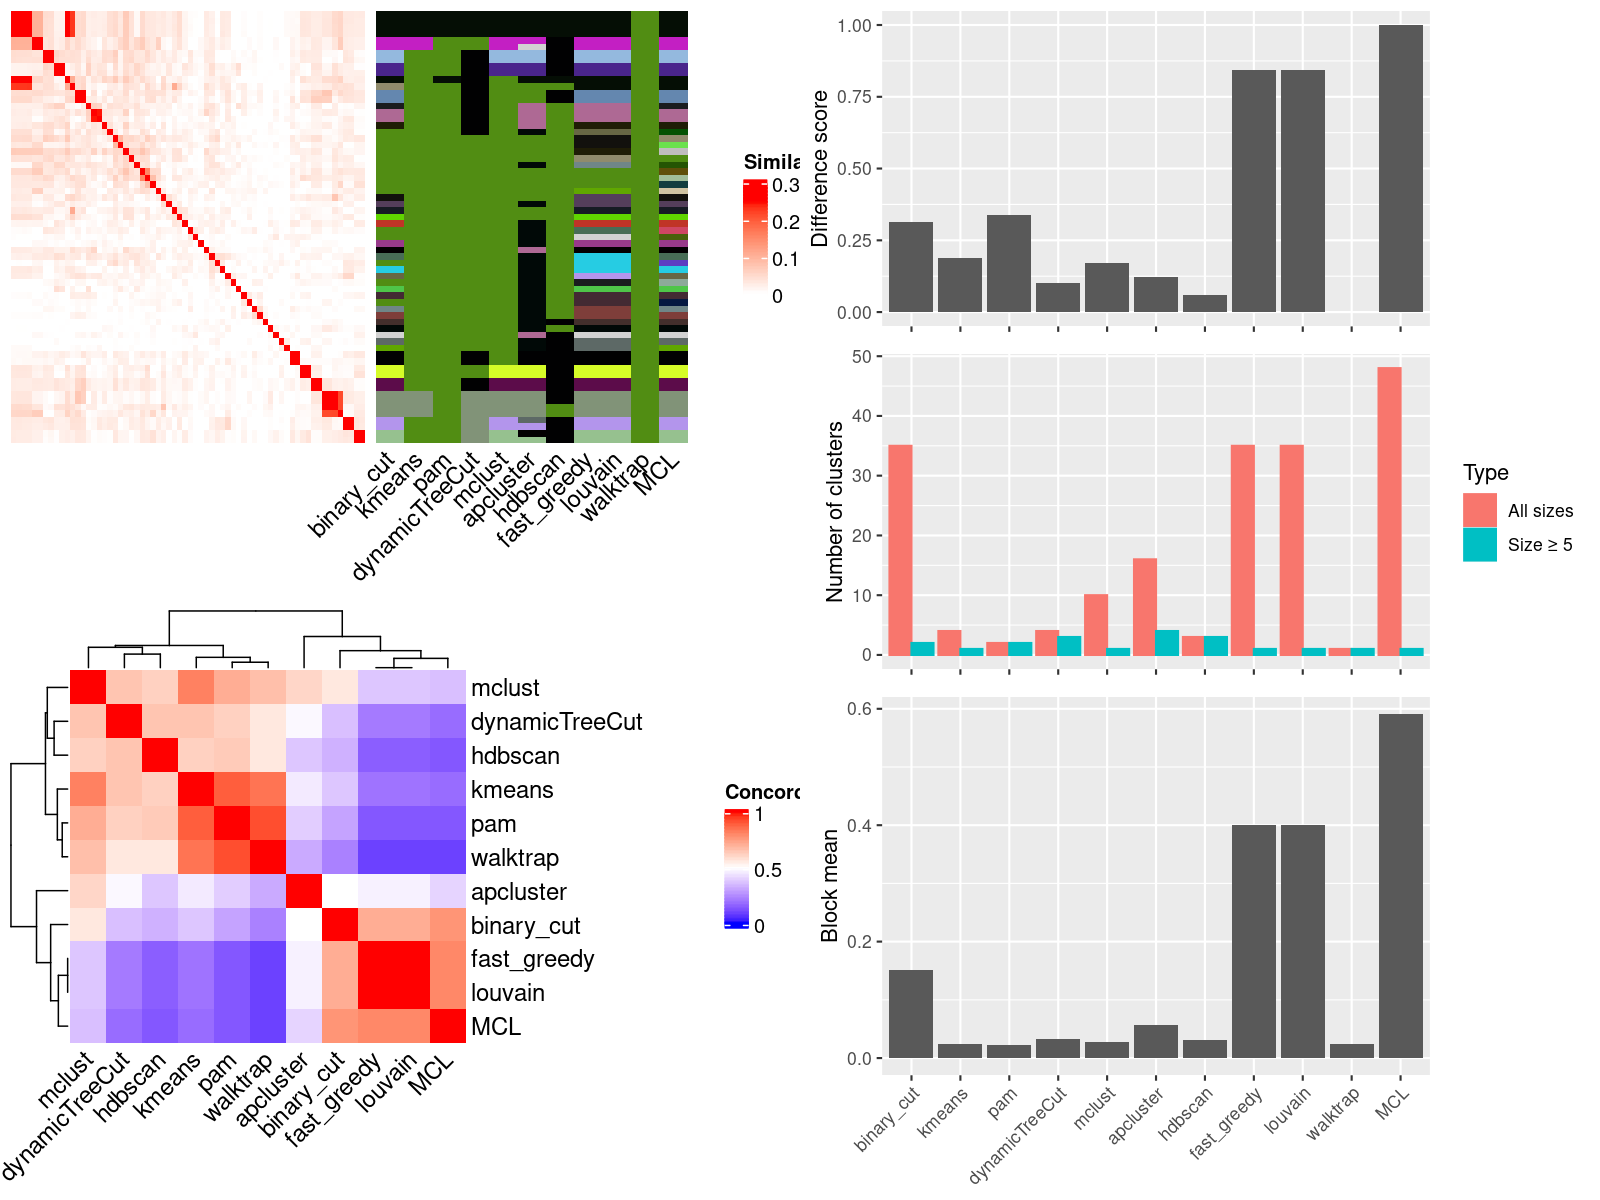 Simila
0.3
0.2
0.1
0
binary_cut
kmeans
pam
dynamicTreeCut
mclust
apcluster
hdbscan
fast_greedy
louvain
walktrap
MCL
mclust
dynamicTreeCut
hdbscan
kmeans
pam
walktrap
apcluster
binary_cut
fast_greedy
louvain
MCL
Concord
1
0.5
0
mclust
dynamicTreeCut
hdbscan
kmeans
pam
walktrap
apcluster
binary_cut
fast_greedy
louvain
MCL
Difference score
1.00
0.75
0.50
0.25
0.00
Number of clusters
50
40
30
20
10
0
Type
All sizes
Size ≥ 5
Block mean
0.6
0.4
0.2
0.0
binary_cut
kmeans
pam
dynamicTreeCut
mclust
apcluster
hdbscan
fast_greedy
louvain
walktrap
MCL